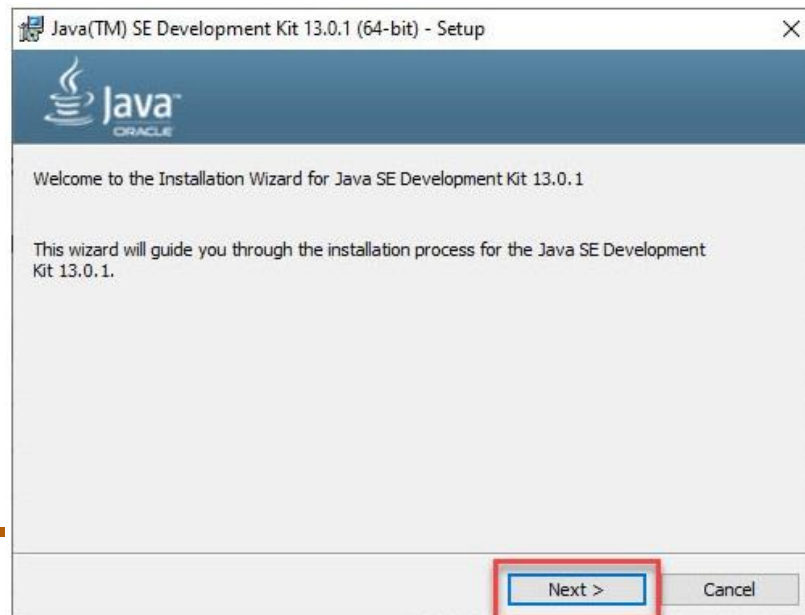 Java(TM) SE Development Kit 13.0.1 (64-bit) - Setup
Java™
ORACLE
Welcome to the Installation Wizard for Java SE Development Kit 13.0.1
This wizard will guide you through the installation process for the Java SE Development
Kit 13.0.1.
Next >
Cancel